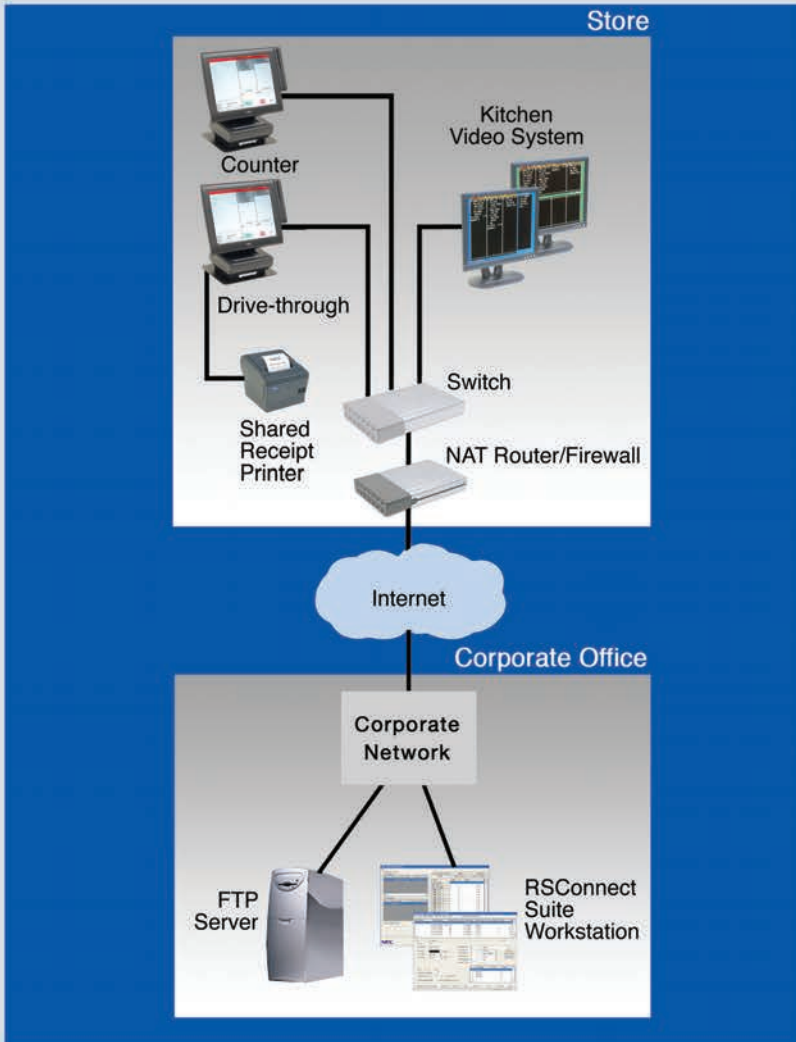 Store
Counter
Kitchen
Video System
Drive-through
Switch
Shared
Receipt
Printer
NAT Router/Firewall
Internet
Corporate Office
Corporate
Network
FTP
Server
RSConnect
Suite
Workstation
NEC